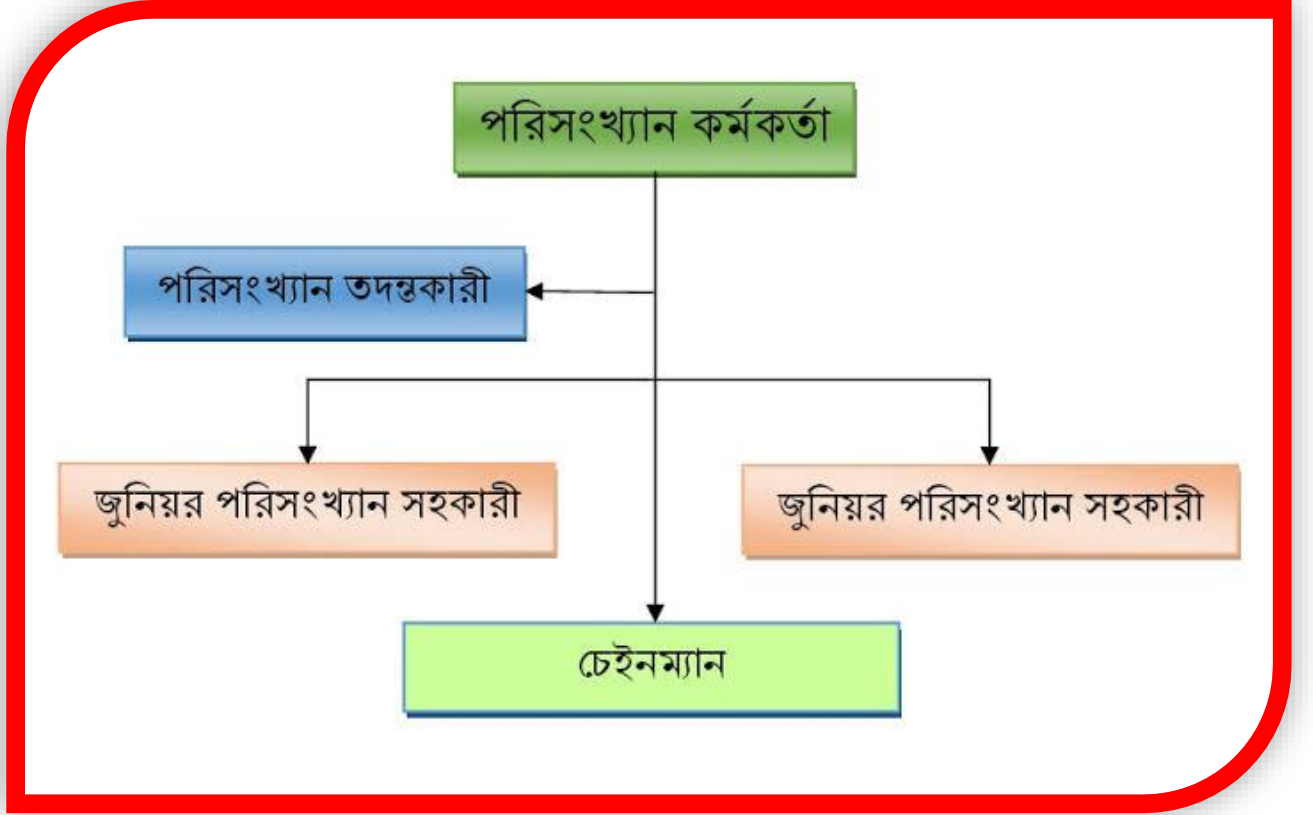 পরিসংখ্যান কর্মকর্তা
পরিসংখ্যান তদন্তকারী
জুনিয়র পরিসংখ্যান সহকারী
জুনিয়র পরিসংখ্যান সহকারী
চেইনম্যান